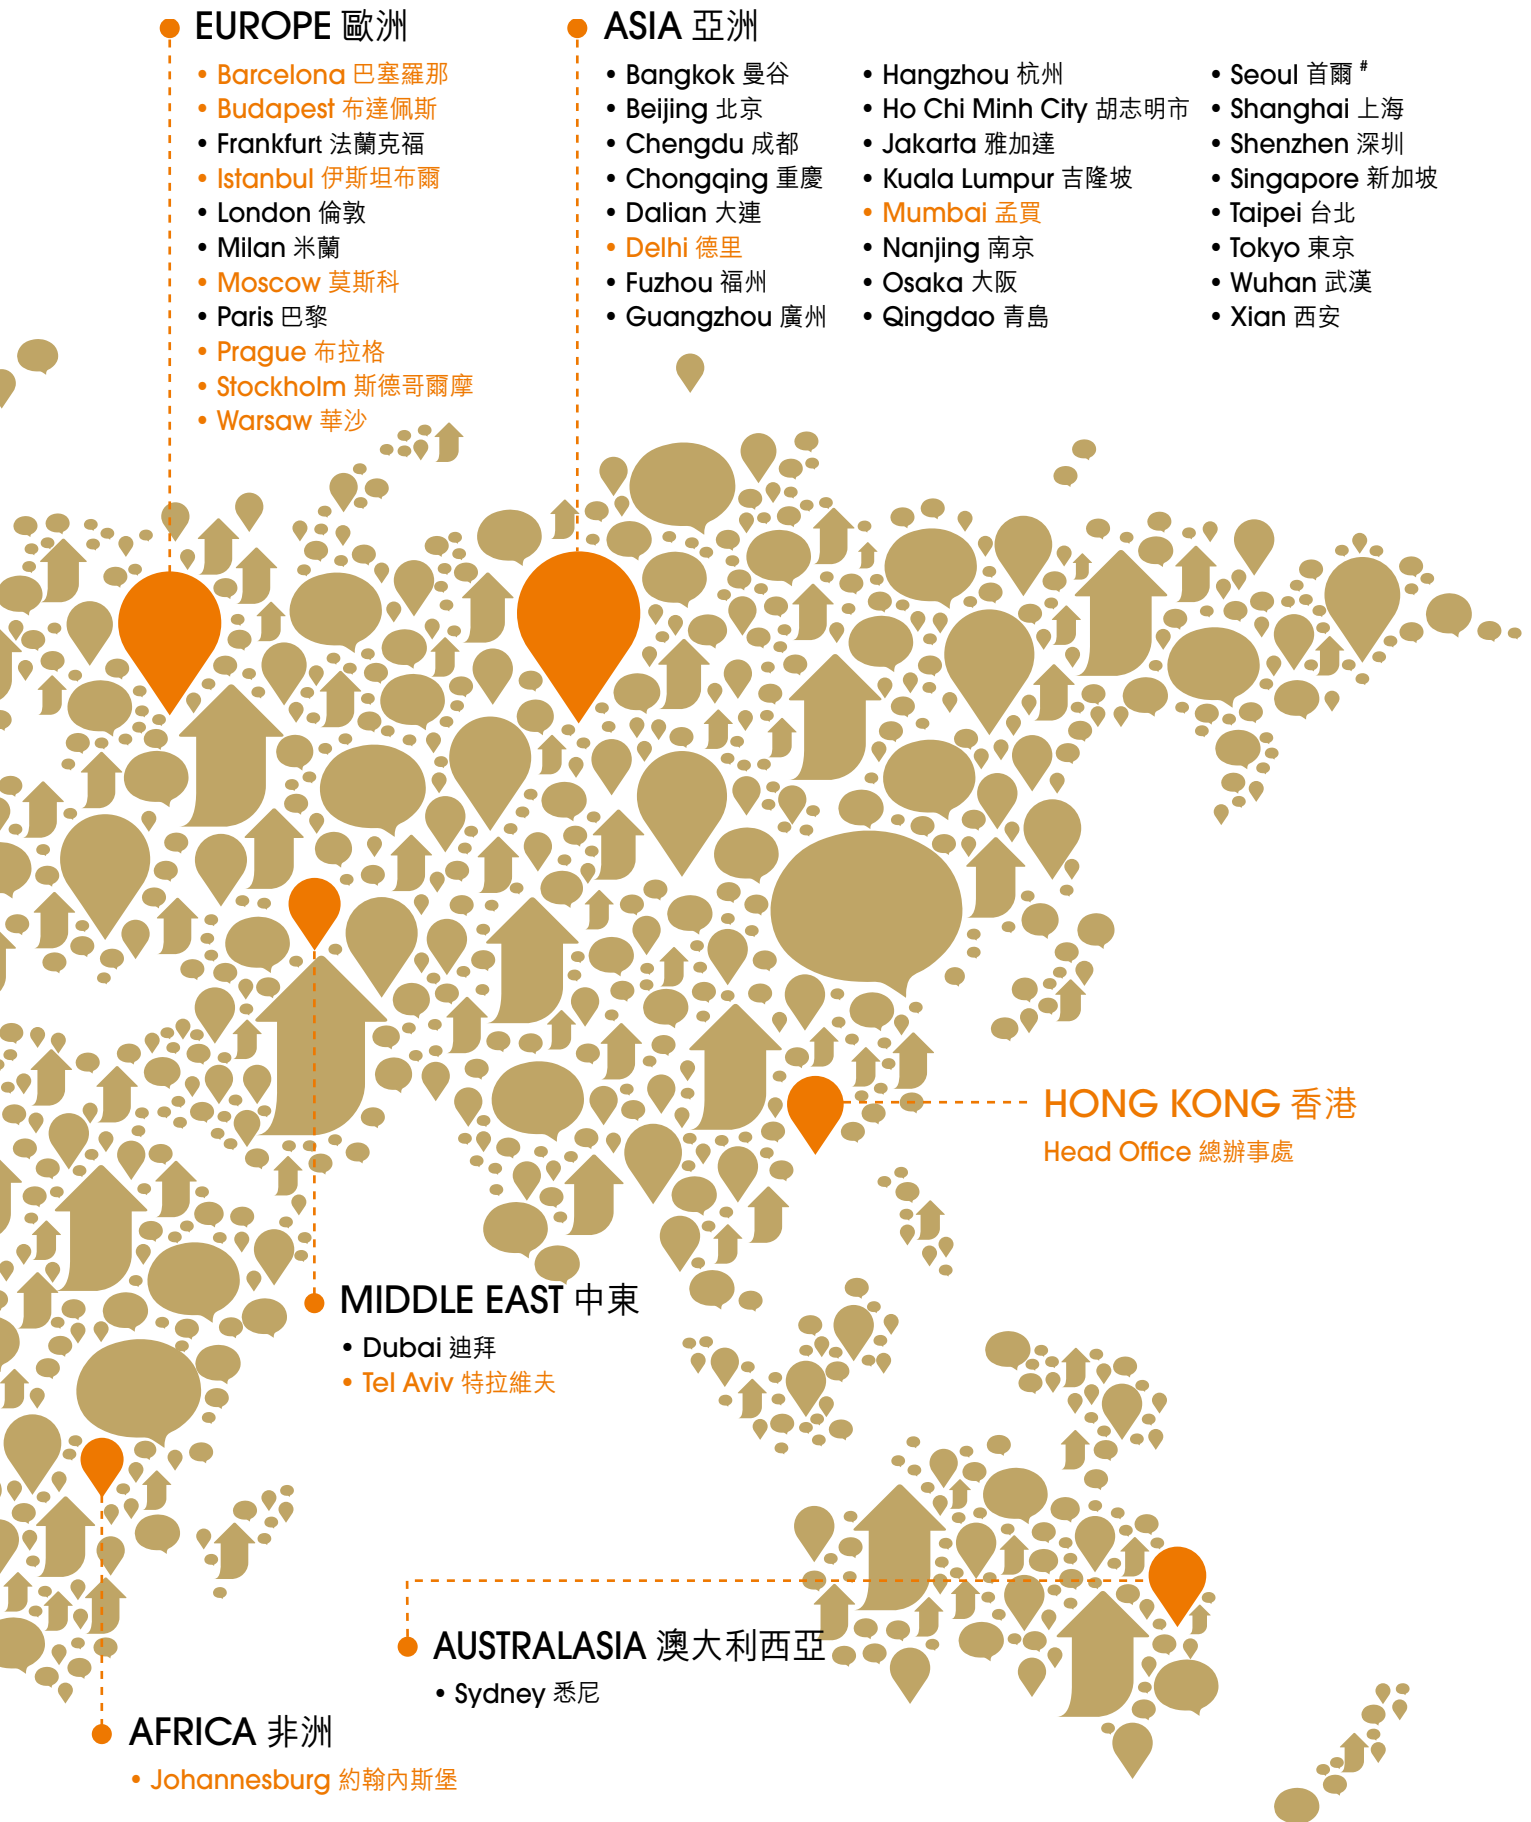 EUROPE 歐洲
• Barcelona 巴塞羅那
• Budapest 布達佩斯
• Frankfurt 法蘭克福
• Istanbul 伊斯坦布爾
• London 倫敦
• Milan 米蘭
• Moscow 莫斯科
• Paris 巴黎
• Prague 布拉格
• Stockholm 斯德哥爾摩
• Warsaw 華沙
ASIA 亞洲
• Bangkok 曼谷
• Beijing 北京
• Chengdu 成都
• Chongqing 重慶
• Dalian 大連
• Delhi 德里
• Fuzhou 福州
• Guangzhou 廣州
• Hangzhou 杭州
• Ho Chi Minh City 胡志明市
• Jakarta 雅加達
• Kuala Lumpur 吉隆坡
• Mumbai 孟買
• Nanjing 南京
• Osaka 大阪
• Qingdao 青島
• Seoul 首爾 #
• Shanghai 上海
• Shenzhen 深圳
• Singapore 新加坡
• Taipei 台北
• Tokyo 東京
• Wuhan 武漢
• Xian 西安
HONG KONG 香港
Head Office 總辦事處
MIDDLE EAST 中東
• Dubai 迪拜
• Tel Aviv 特拉維夫
AUSTRALASIA 澳大利西亞
• Sydney 悉尼
AFRICA 非洲
• Johannesburg 約翰內斯堡